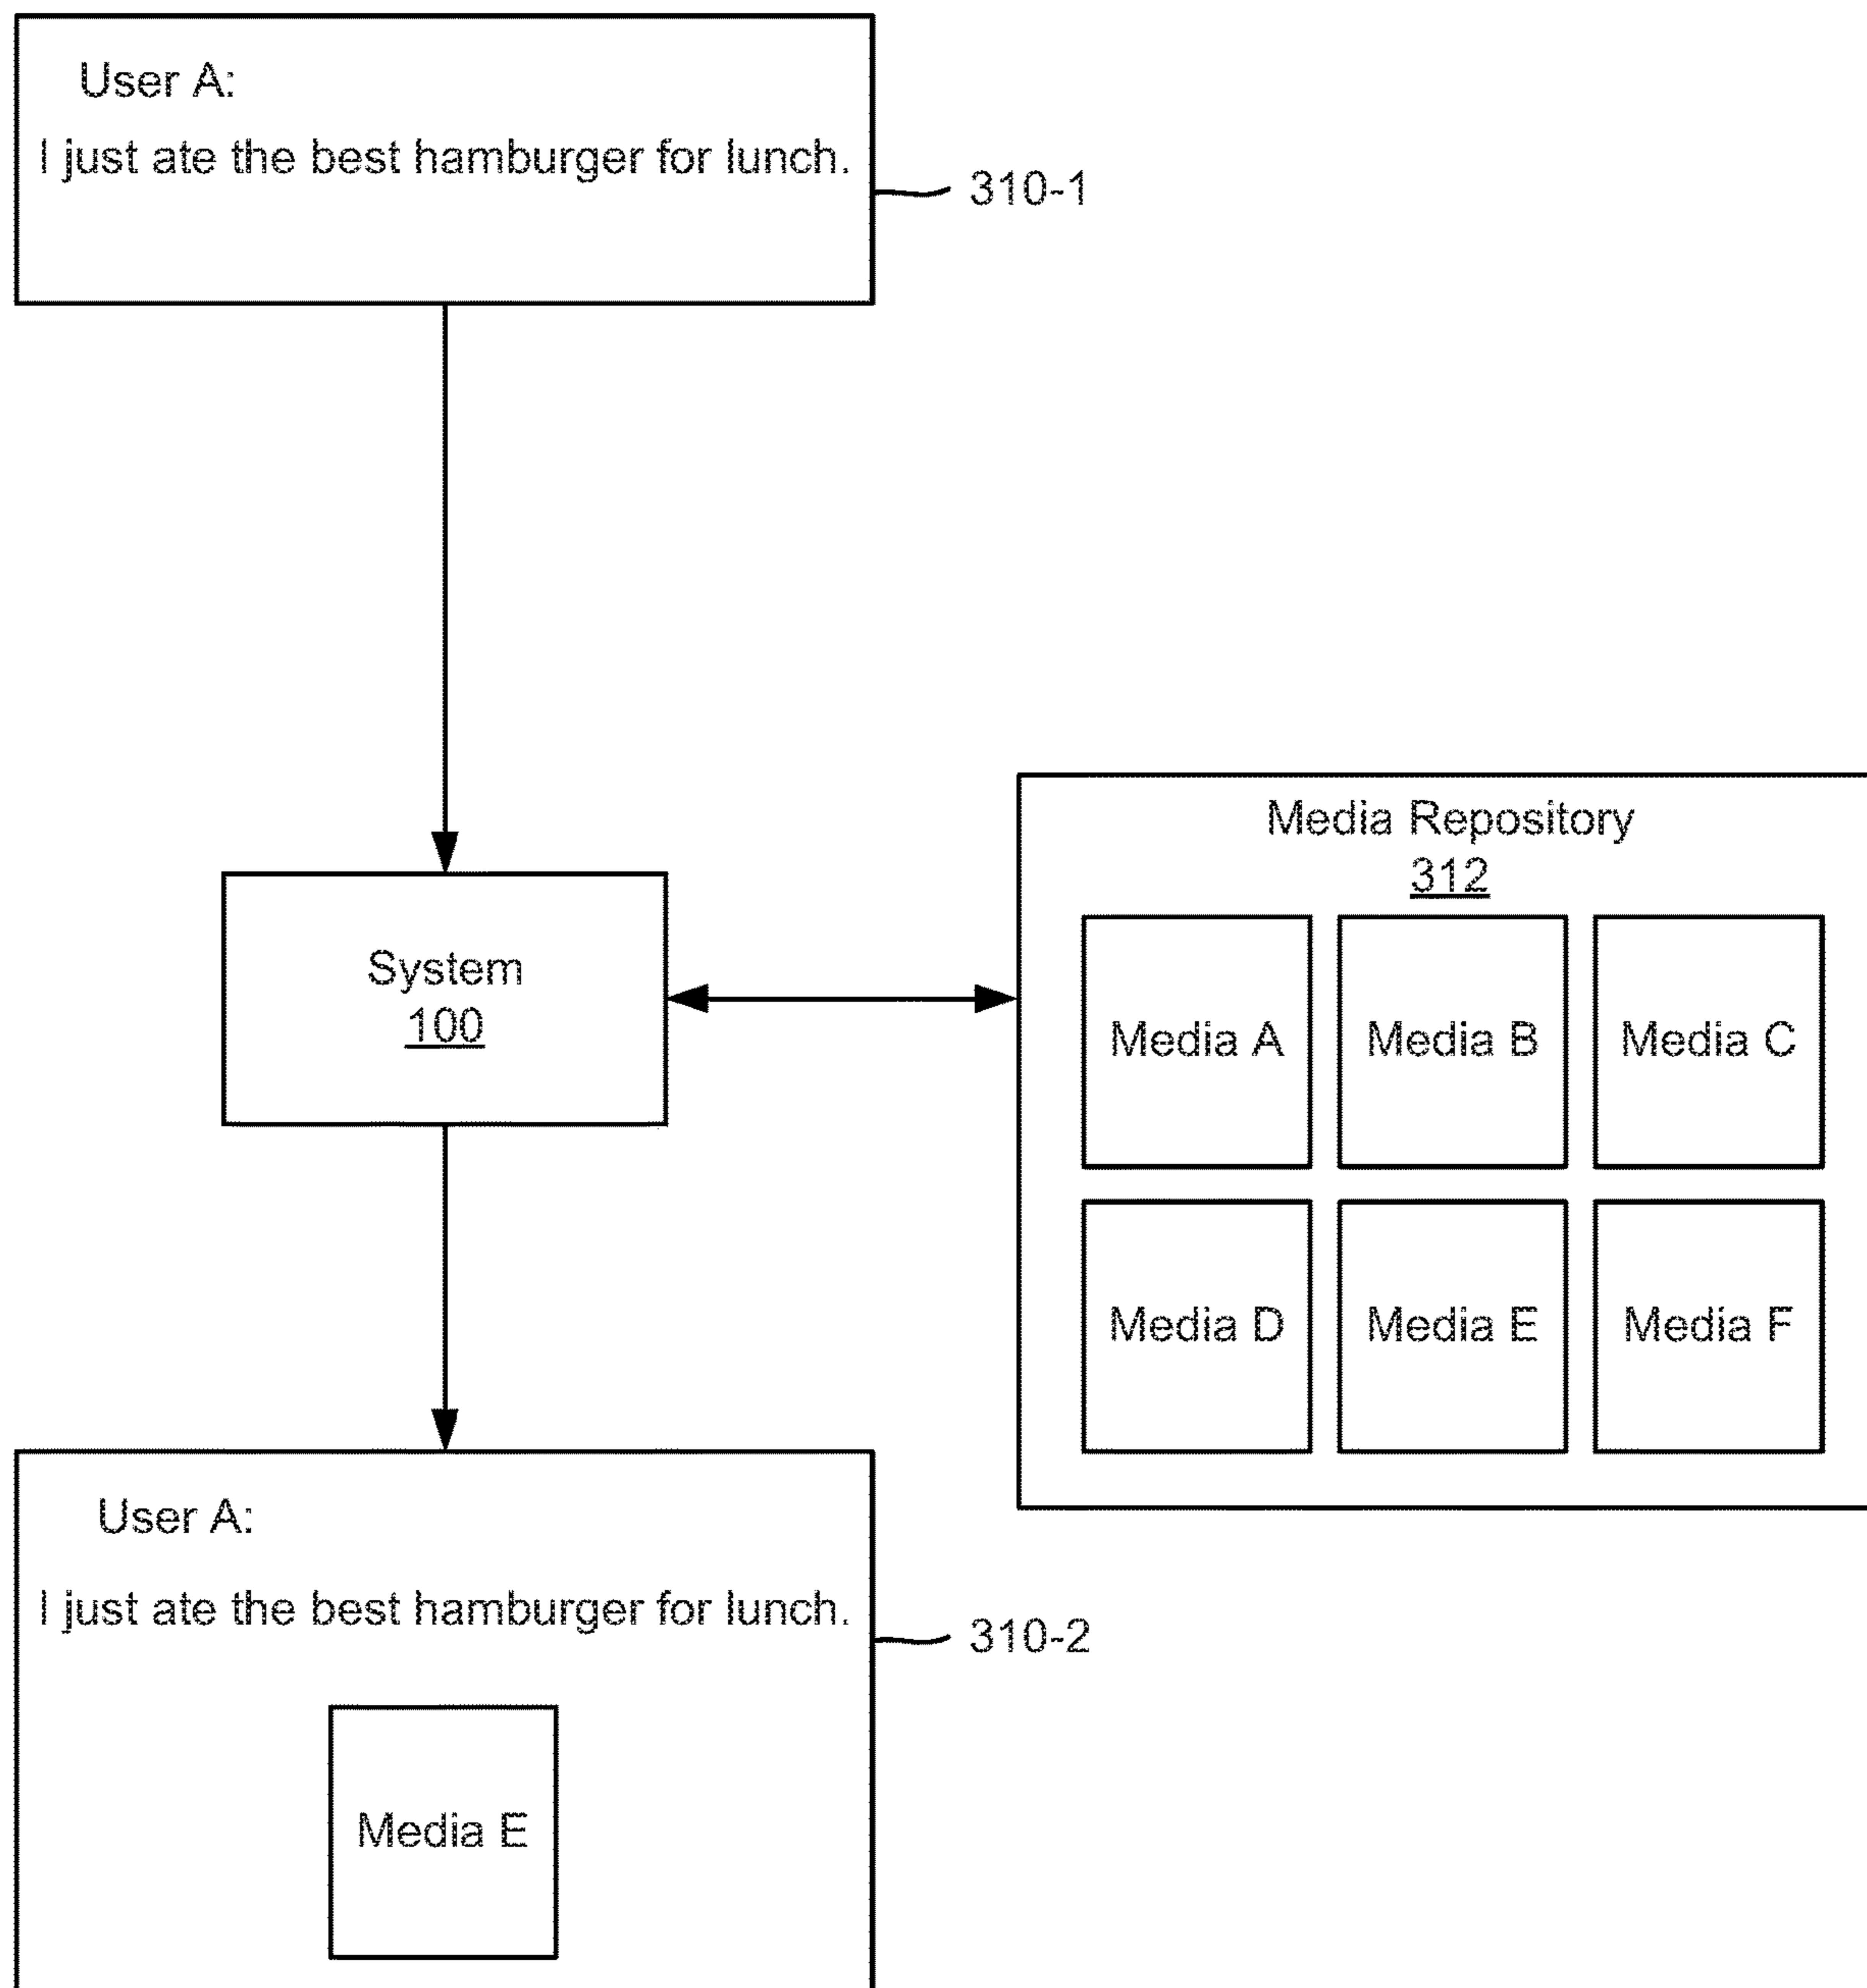 User A:
I just ate the best hamburger for lunch.
310-1
Media Repository
312
System
100
Media A
Media B
Media C
Media D
Media E
Media F
User A:
I just ate the best hamburger for lunch.
310-2
Media E